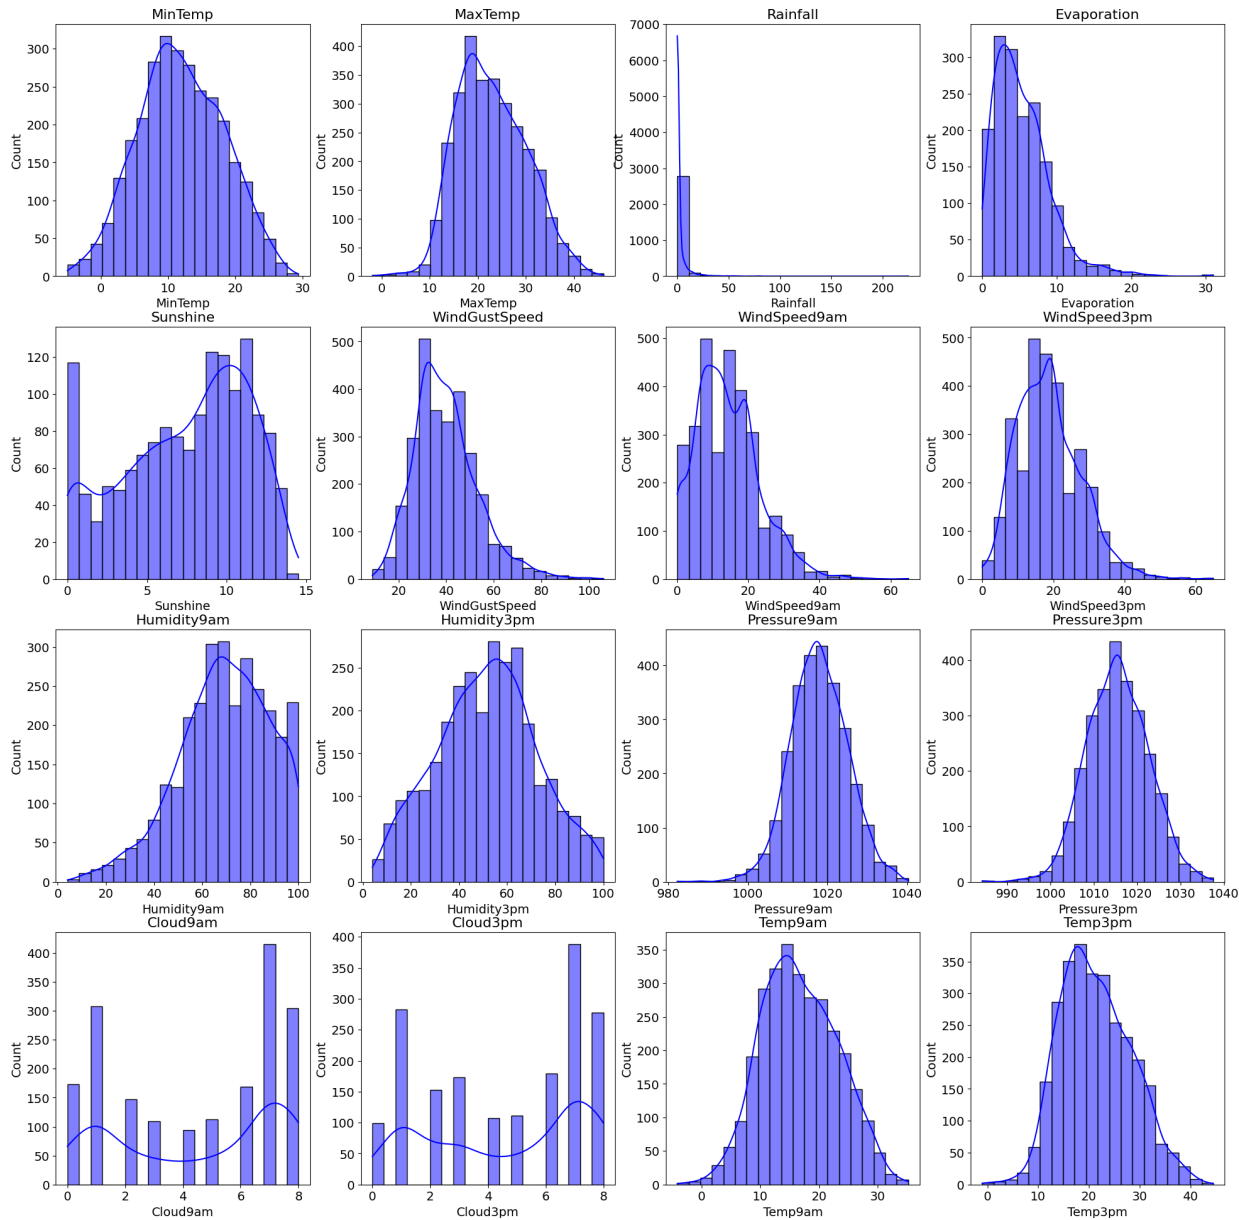 MinTemp
Count
300
250
200
150
100
50
0
0 10 20 30
MinTemp
MaxTemp
Count
400
350
300
250
200
150
100
50
0
0 10 20 30 40
MaxTemp
Rainfall
Count
7000
6000
5000
4000
3000
2000
1000
0
0 50 100 150 200
Rainfall
Evaporation
Count
300
250
200
150
100
50
0
0 10 20 30
Evaporation
Sunshine
Count
120
100
80
60
40
20
0
0 5 10 15
Sunshine
WindGustSpeed
Count
500
400
300
200
100
0
20 40 60 80 100
WindGustSpeed
WindSpeed9am
Count
500
400
300
200
100
0
0 20 40 60
WindSpeed9am
WindSpeed3pm
Count
500
400
300
200
100
0
0 20 40 60
WindSpeed3pm
Humidity9am
Count
300
250
200
150
100
50
0
0 20 40 60 80 100
Humidity9am
Humidity3pm
Count
250
200
150
100
50
0
0 20 40 60 80 100
Humidity3pm
Pressure9am
Count
400
300
200
100
0
980 1000 1020 1040
Pressure9am
Pressure3pm
Count
400
300
200
100
0
990 1000 1010 1020 1030 1040
Pressure3pm
Cloud9am
Count
400
350
300
250
200
150
100
50
0
0 2 4 6 8
Cloud9am
Cloud3pm
Count
400
350
300
250
200
150
100
50
0
0 2 4 6 8
Cloud3pm
Temp9am
Count
350
300
250
200
150
100
50
0
0 10 20 30
Temp9am
Temp3pm
Count
350
300
250
200
150
100
50
0
0 10 20 30 40
Temp3pm